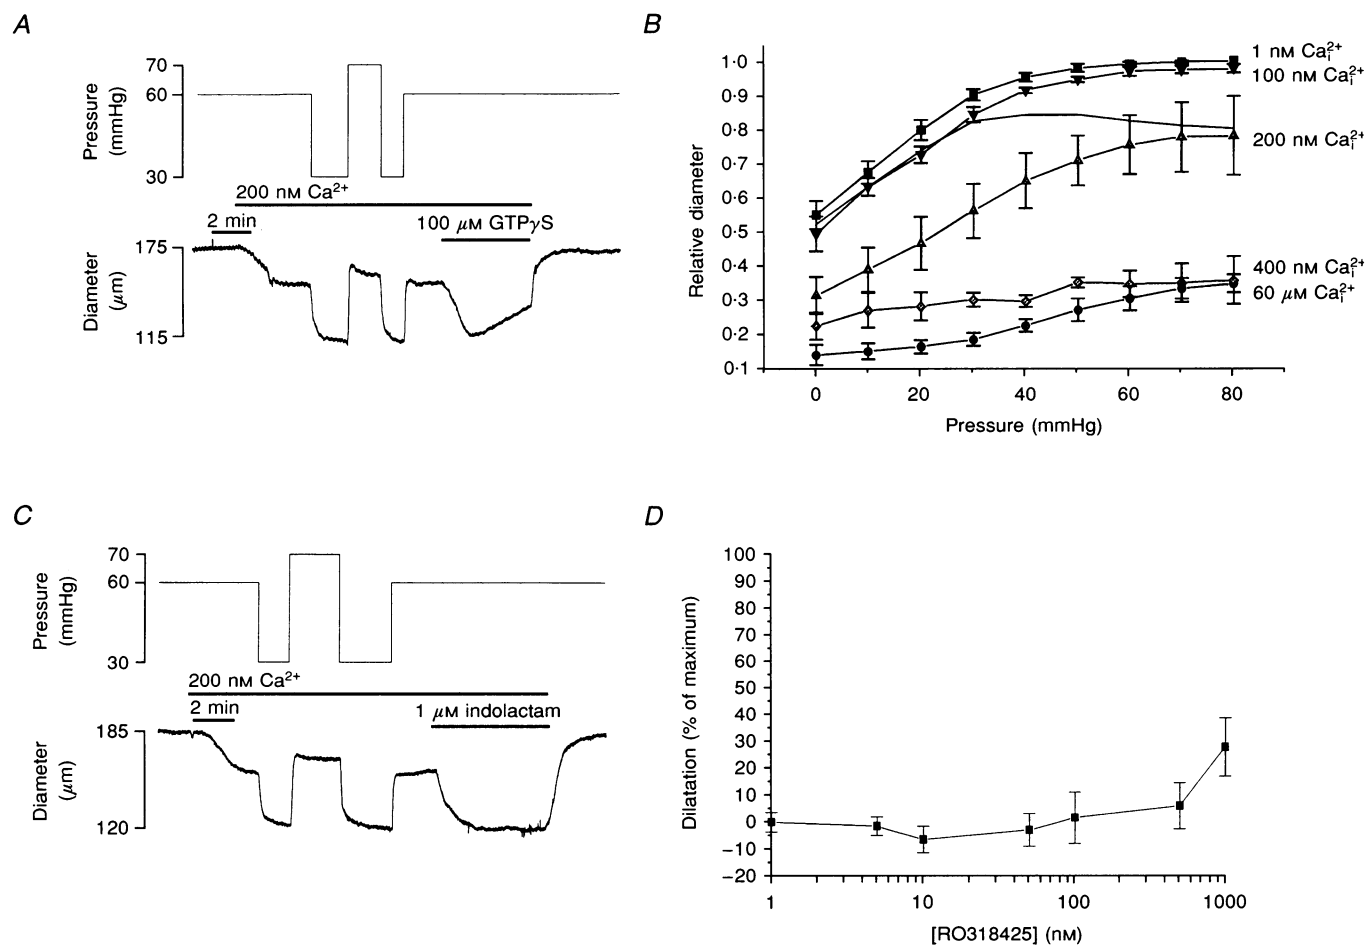 A
70
60
30
Pressure
(mmHg)
200 nM Ca²⁺
2 min
100 μM GTPγS
175
115
Diameter
(μm)
B
1·0
0·9
0·8
0·7
0·6
0·5
0·4
0·3
0·2
0·1
Relative diameter
0
20
40
60
80
Pressure (mmHg)
1 nM Caᵢ²⁺
100 nM Caᵢ²⁺
200 nM Caᵢ²⁺
400 nM Caᵢ²⁺
60 μM Caᵢ²⁺
C
70
60
30
Pressure
(mmHg)
200 nM Ca²⁺
2 min
1 μM indolactam
185
120
Diameter
(μm)
D
100
90
80
70
60
50
40
30
20
10
0
−10
−20
Dilatation (% of maximum)
1
10
100
1000
[RO318425] (nM)